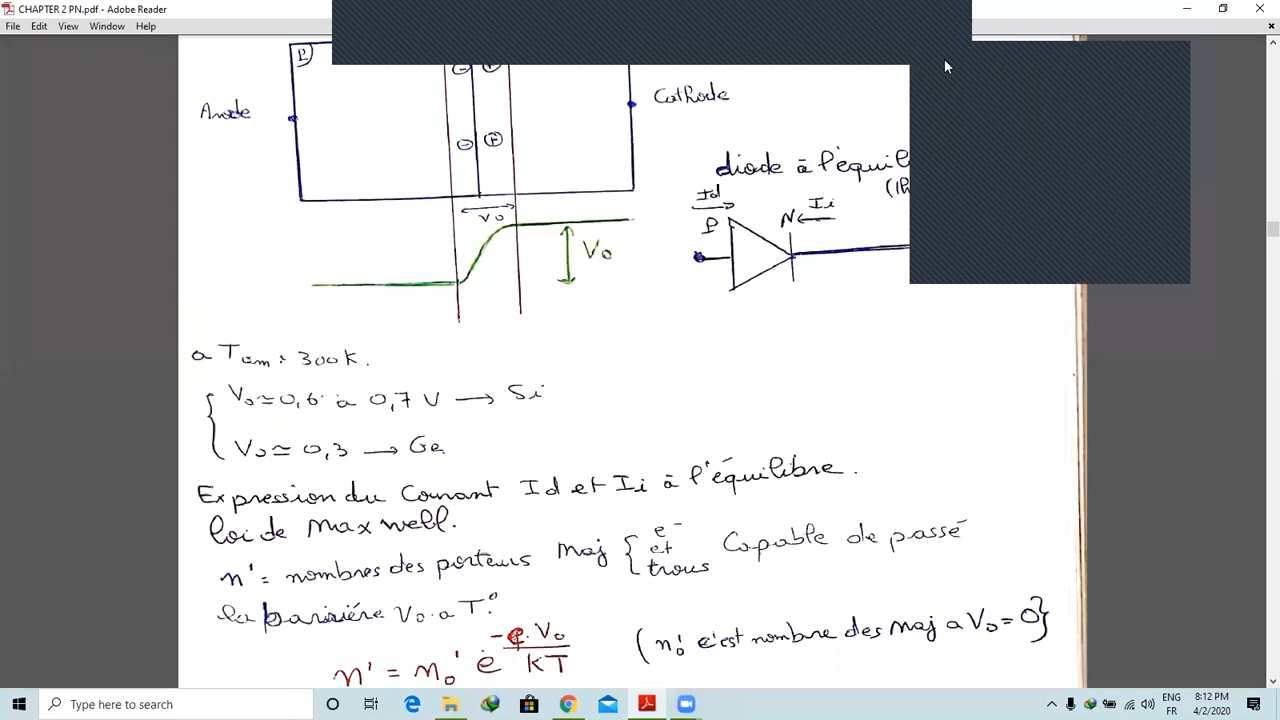 CHAPTER 2 PN.pdf - Adobe Reader
File Edit View Window Help
P
Anode
Cathode
- +
- +
V0
V0
diode à l'équil
Id
Ii
P
N
a Tam: 300K.
V0 ≃ 0,6 à 0,7 V → Si
V0 ≃ 0,3 → Ge
Expression du Courant Id et Ii à l'équilibre.
loi de Maxwell.
n' = nombres des porteurs Maj { e- et trous Capable de passé
la barrière V0 a T°
n' = n0' e^(-q.V0/KT)
(n0' c'est nombre des Maj a V0 = 0}
Type here to search
ENG
FR
8:12 PM
4/2/2020